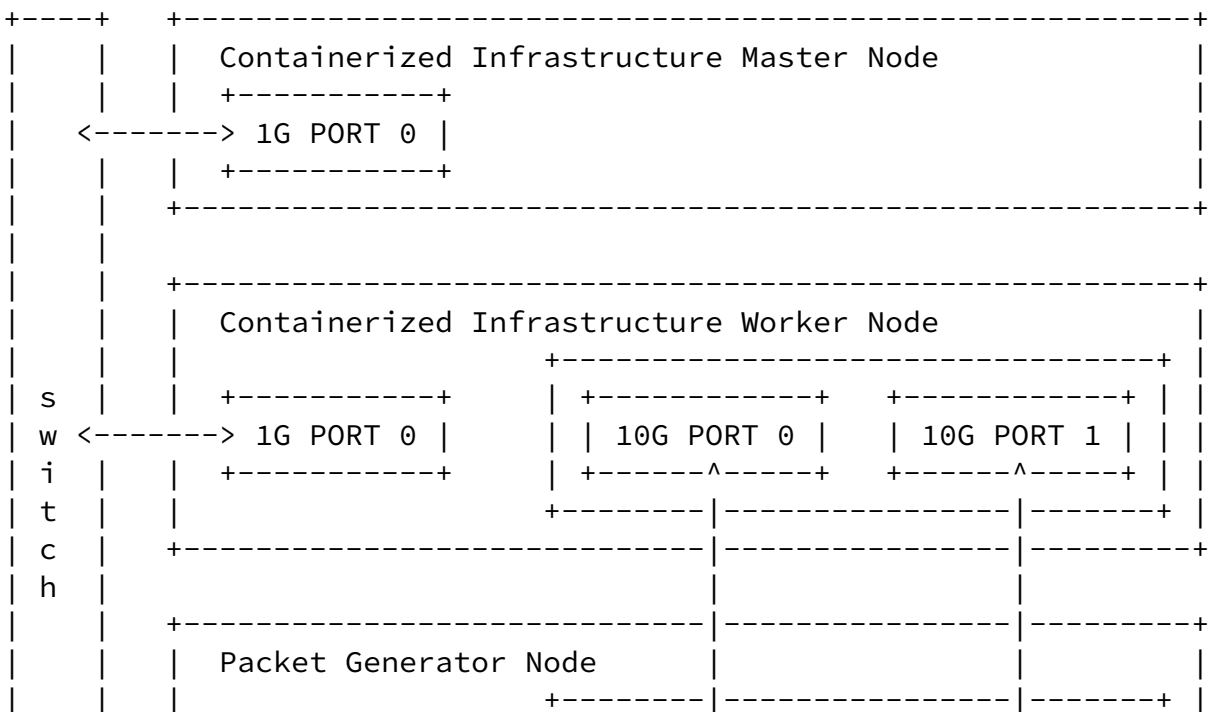 Containerized Infrastructure Master Node
1G PORT 0
Containerized Infrastructure Worker Node
1G PORT 0
10G PORT 0
10G PORT 1
switch
Packet Generator Node